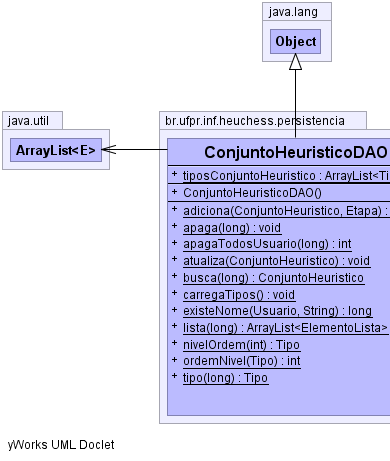 java.lang
Object
java.util
ArrayList<E>
br.ufpr.inf.heuchess.persistencia
ConjuntoHeuristicoDAO
+ tiposConjuntoHeuristico : ArrayList<Ti
+ ConjuntoHeuristicoDAO()
+ adiciona(ConjuntoHeuristico, Etapa) :
+ apaga(long) : void
+ apagaTodosUsuario(long) : int
+ atualiza(ConjuntoHeuristico) : void
+ busca(long) : ConjuntoHeuristico
+ carregaTipos() : void
+ existeNome(Usuario, String) : long
+ lista(long) : ArrayList<ElementoLista>
+ nivelOrdem(int) : Tipo
+ ordemNivel(Tipo) : int
+ tipo(long) : Tipo
yWorks UML Doclet